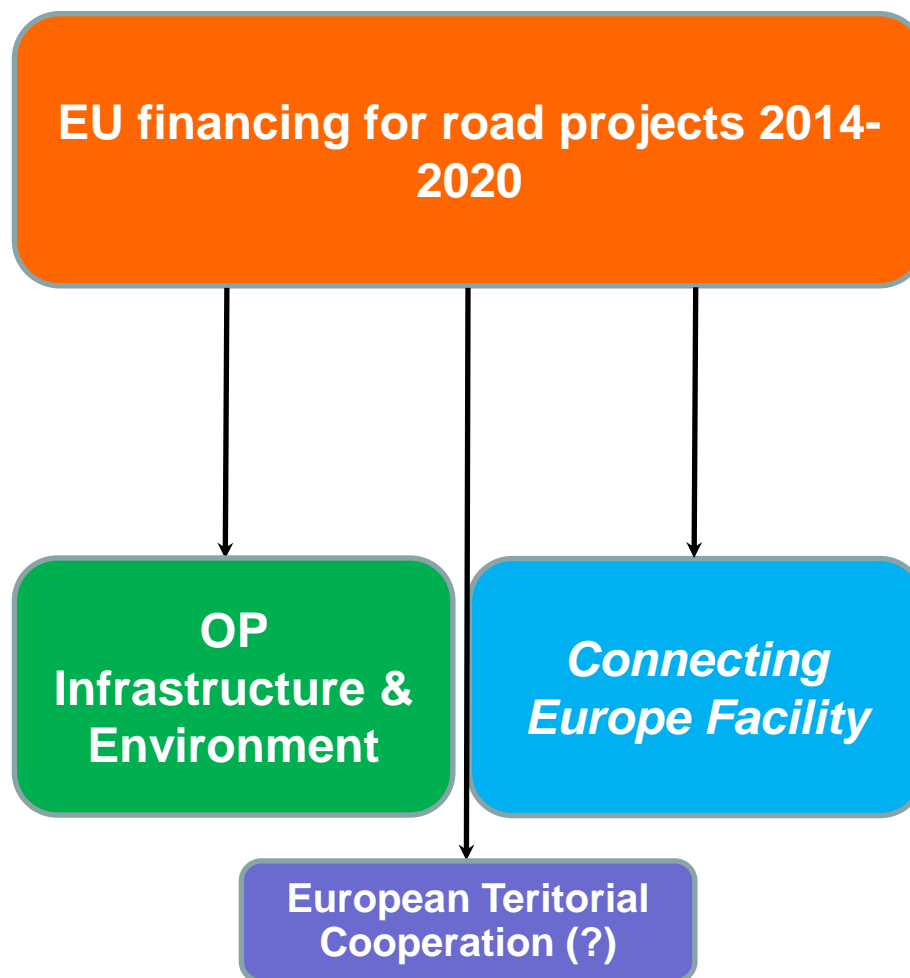 EU financing for road projects 2014-
2020
OP
Infrastructure &
Environment
Connecting
Europe Facility
European Teritorial
Cooperation (?)